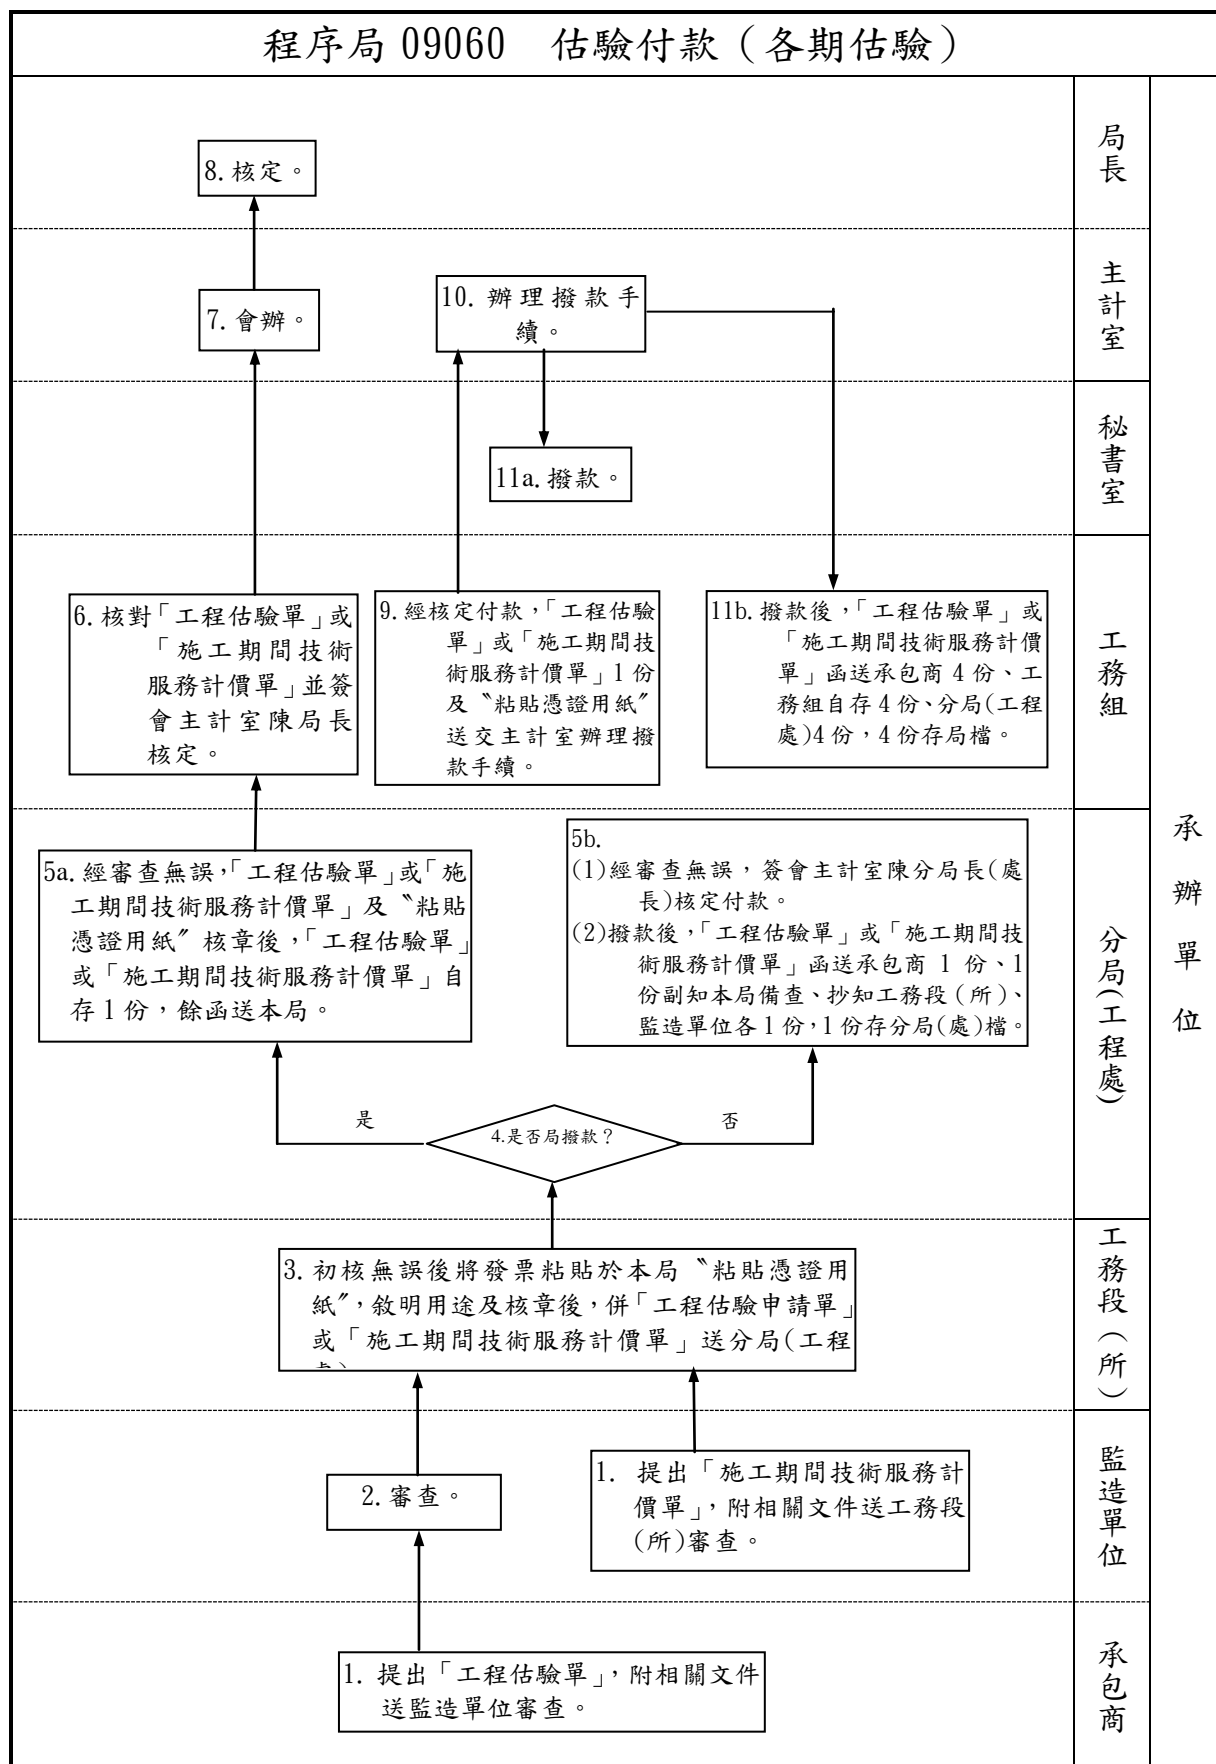 程序局 09060　估驗付款（各期估驗）
局長
8. 核定。
主計室
7. 會辦。
10. 辦理撥款手
續。
秘書室
11a. 撥款。
工務組
6. 核對「工程估驗單」或
「施工期間技術
服務計價單」並簽
會主計室陳局長
核定。
9. 經核定付款，「工程估驗
單」或「施工期間技
術服務計價單」1 份
及〝粘貼憑證用紙〞
送交主計室辦理撥
款手續。
11b. 撥款後，「工程估驗單」或
「施工期間技術服務計價
單」函送承包商 4 份、工
務組自存 4 份、分局(工程
處)4 份，4 份存局檔。
承辦單位
分局(工程處)
5a. 經審查無誤，「工程估驗單」或「施
工期間技術服務計價單」及〝粘貼
憑證用紙〞核章後，「工程估驗單」
或「施工期間技術服務計價單」自
存 1 份，餘函送本局。
5b.
(1)經審查無誤，簽會主計室陳分局長(處
長)核定付款。
(2)撥款後，「工程估驗單」或「施工期間技
術服務計價單」函送承包商 1 份、1
份副知本局備查、抄知工務段（所）、
監造單位各 1 份，1 份存分局(處)檔。
是
4.是否局撥款？
否
工務段（所）
3. 初核無誤後將發票粘貼於本局〝粘貼憑證用
紙〞，敘明用途及核章後，併「工程估驗申請單」
或「施工期間技術服務計價單」送分局(工程
監造單位
2. 審查。
1. 提出「施工期間技術服務計
價單」，附相關文件送工務段
(所)審查。
承包商
1. 提出「工程估驗單」，附相關文件
送監造單位審查。